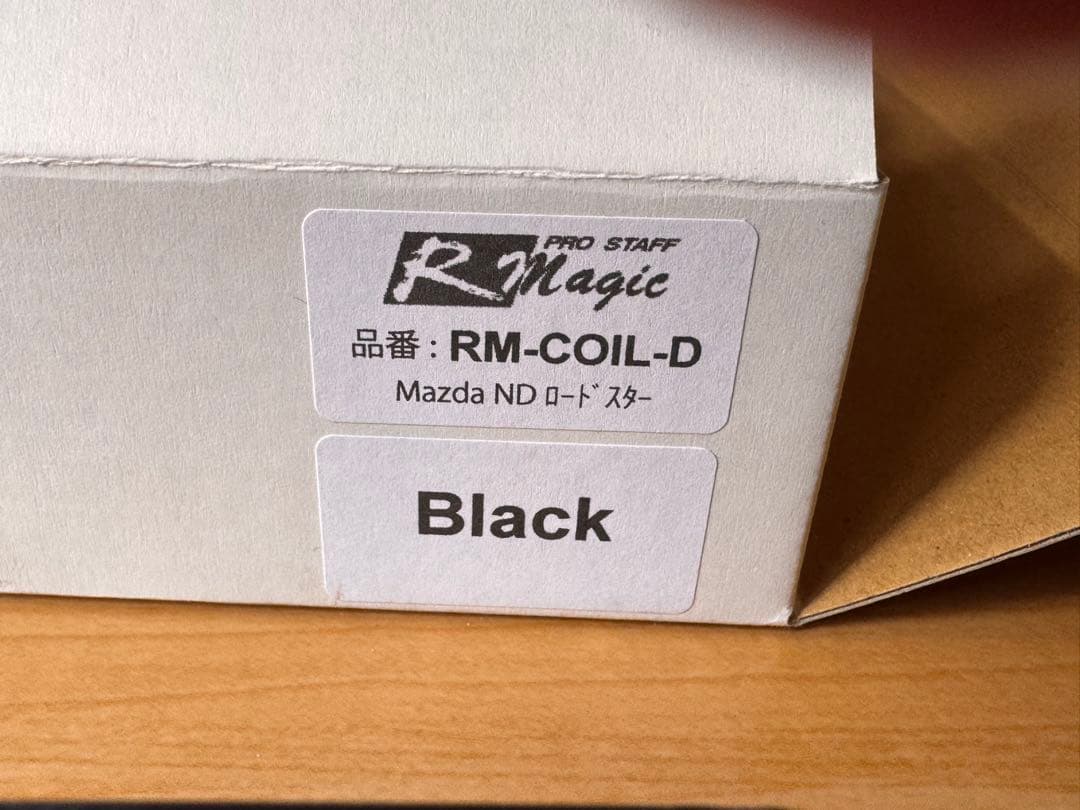 PRO STAFF
R Magic
品番 : RM-COIL-D
Mazda ND ﾛｰﾄﾞｽﾀｰ
Black